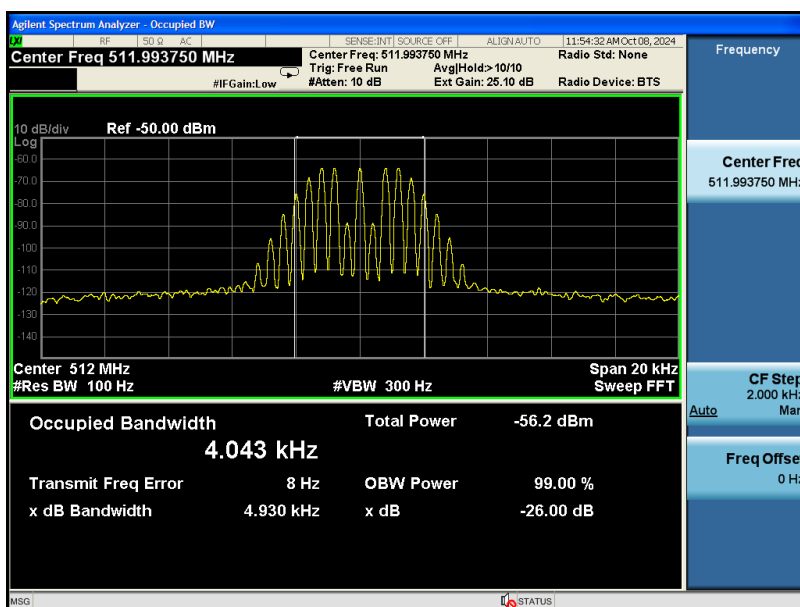 Agilent Spectrum Analyzer - Occupied BW
LXI RF 50 Ω AC SENSE:INT SOURCE OFF ALIGN AUTO 11:54:32 AM Oct 08, 2024
Center Freq 511.993750 MHz
Center Freq: 511.993750 MHz Radio Std: None
Trig: Free Run Avg|Hold:>10/10
#IFGain:Low #Atten: 10 dB Ext Gain: 25.10 dB Radio Device: BTS
10 dB/div Ref -50.00 dBm
Log
-60.0
-70.0
-80.0
-90.0
-100
-110
-120
-130
-140
Center 512 MHz Span 20 kHz
#Res BW 100 Hz #VBW 300 Hz Sweep FFT
Occupied Bandwidth Total Power -56.2 dBm
4.043 kHz
Transmit Freq Error 8 Hz OBW Power 99.00 %
x dB Bandwidth 4.930 kHz x dB -26.00 dB
MSG STATUS
Frequency
Center Freq
511.993750 MHz
CF Step
2.000 kHz
Auto Man
Freq Offset
0 Hz